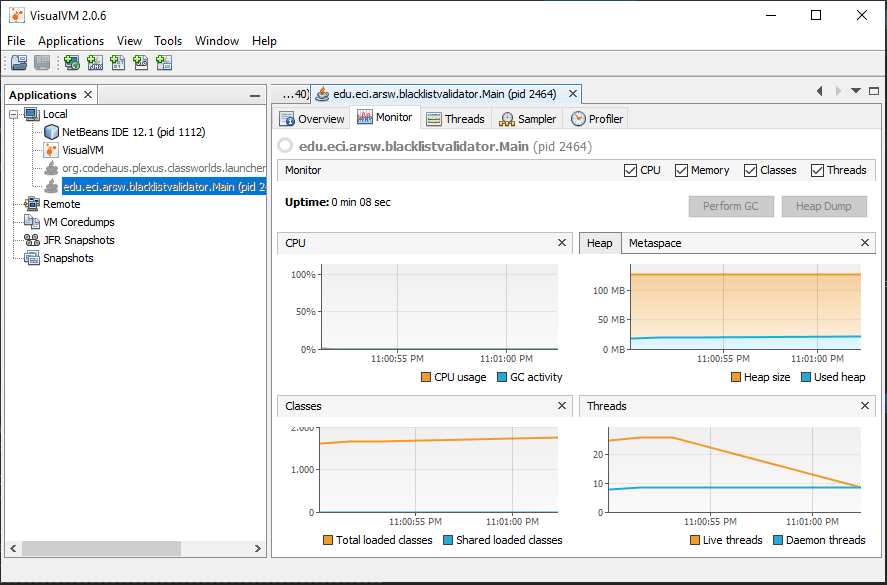 VisualVM 2.0.6
File Applications View Tools Window Help
Applications
Local
NetBeans IDE 12.1 (pid 1112)
VisualVM
org.codehaus.plexus.classworlds.launcher
edu.eci.arsw.blacklistvalidator.Main (pid 2
Remote
VM Coredumps
JFR Snapshots
Snapshots
...40)
edu.eci.arsw.blacklistvalidator.Main (pid 2464)
Overview Monitor Threads Sampler Profiler
edu.eci.arsw.blacklistvalidator.Main (pid 2464)
Monitor CPU Memory Classes Threads
Uptime: 0 min 08 sec Perform GC Heap Dump
CPU
100%
50%
0%
11:00:55 PM 11:01:00 PM
CPU usage GC activity
Heap Metaspace
100 MB
50 MB
0 MB
11:00:55 PM 11:01:00 PM
Heap size Used heap
Classes
2.000
1.000
0
11:00:55 PM 11:01:00 PM
Total loaded classes Shared loaded classes
Threads
20
10
0
11:00:55 PM 11:01:00 PM
Live threads Daemon threads